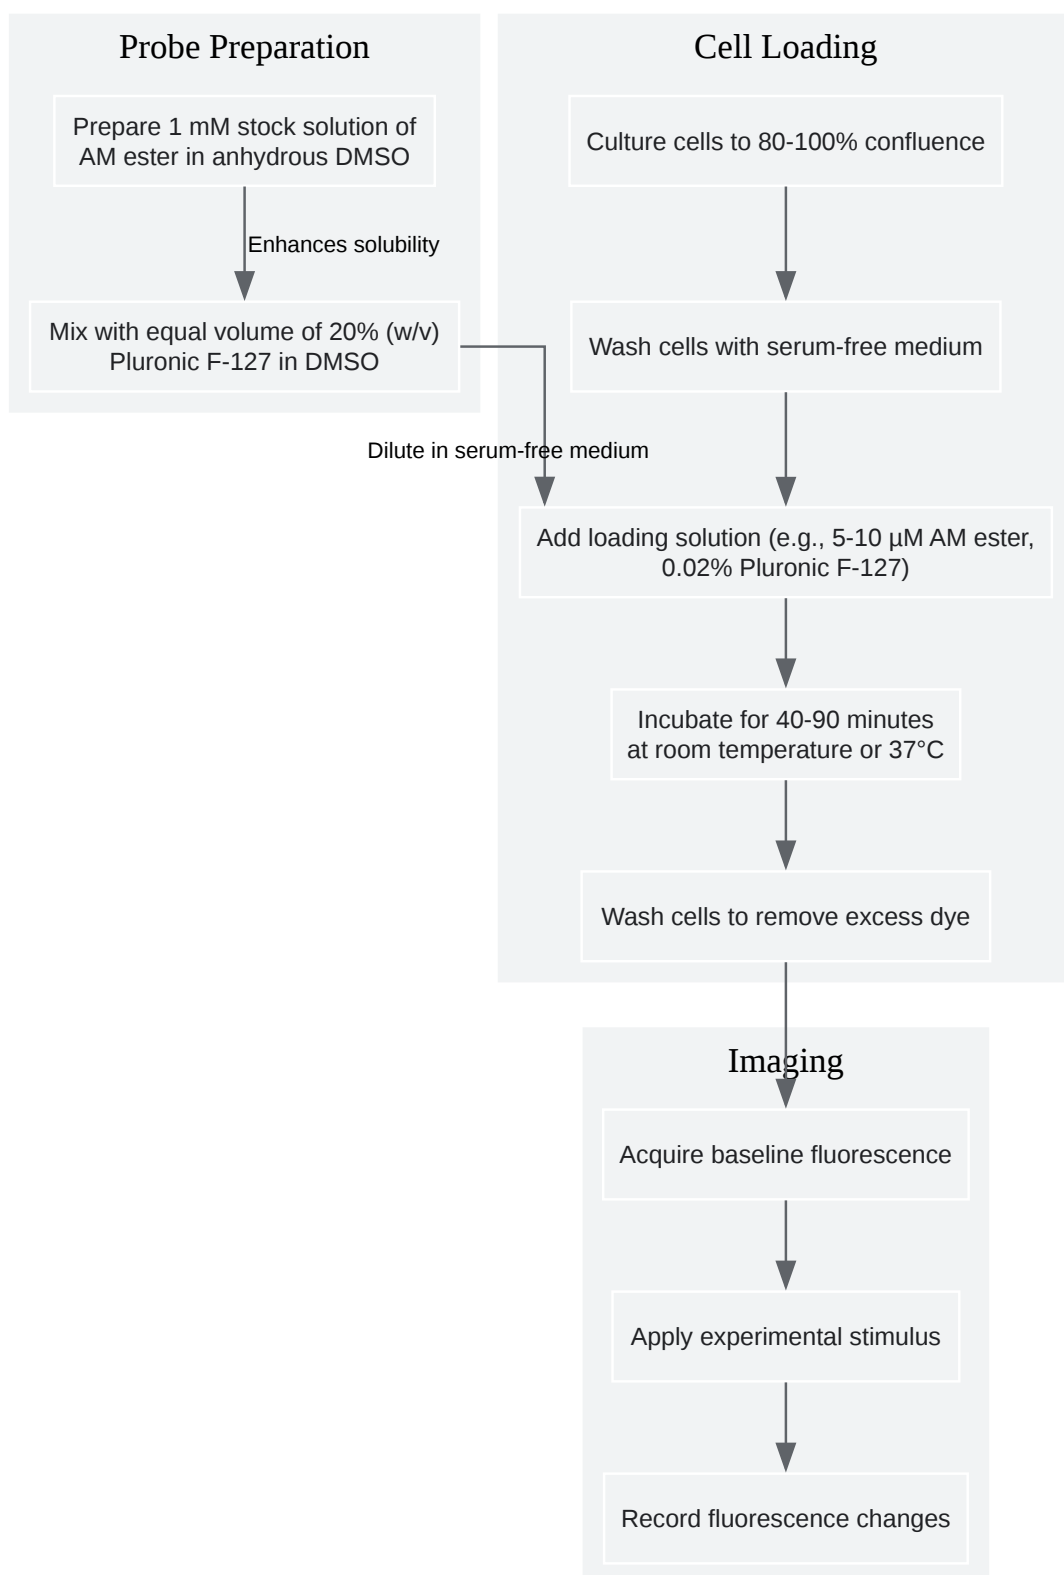 Probe Preparation
Prepare 1 mM stock solution of
AM ester in anhydrous DMSO
Enhances solubility
Mix with equal volume of 20% (w/v)
Pluronic F-127 in DMSO
Dilute in serum-free medium
Cell Loading
Culture cells to 80-100% confluence
Wash cells with serum-free medium
Add loading solution (e.g., 5-10 µM AM ester,
0.02% Pluronic F-127)
Incubate for 40-90 minutes
at room temperature or 37°C
Wash cells to remove excess dye
Imaging
Acquire baseline fluorescence
Apply experimental stimulus
Record fluorescence changes